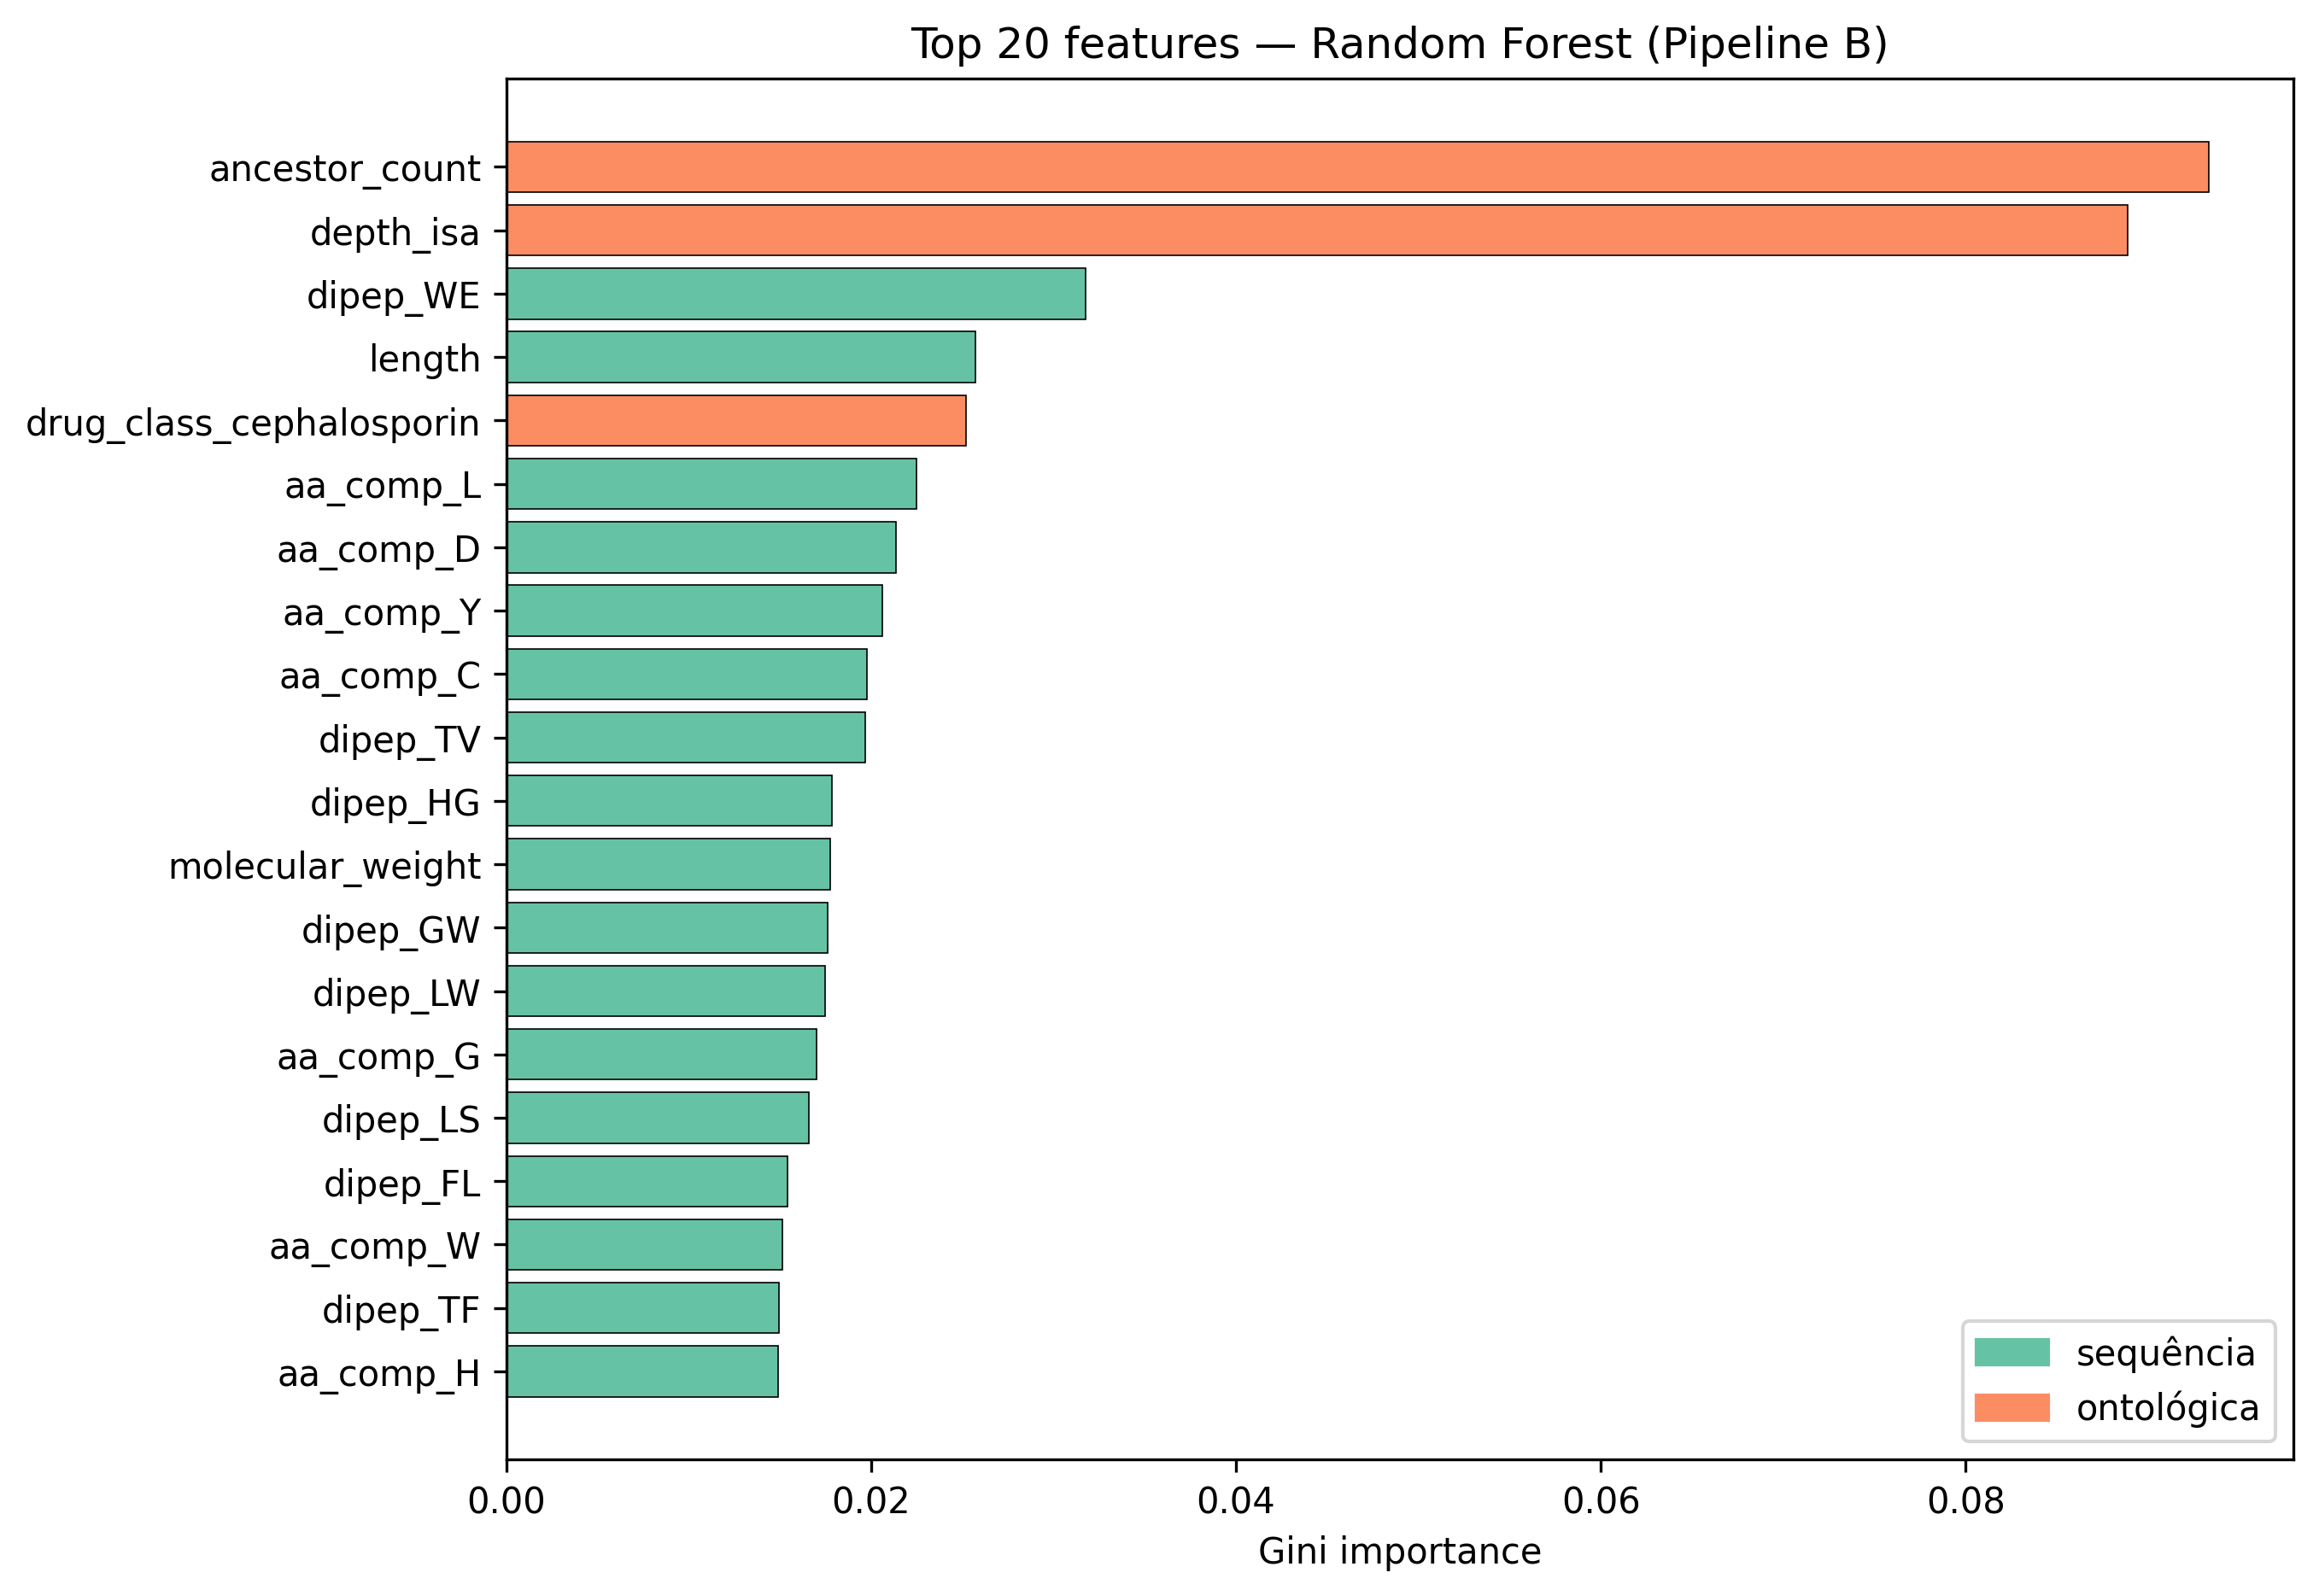 Top 20 features — Random Forest (Pipeline B)
ancestor_count
depth_isa
dipep_WE
length
drug_class_cephalosporin
aa_comp_L
aa_comp_D
aa_comp_Y
aa_comp_C
dipep_TV
dipep_HG
molecular_weight
dipep_GW
dipep_LW
aa_comp_G
dipep_LS
dipep_FL
aa_comp_W
dipep_TF
aa_comp_H
sequência
ontológica
0.00 0.02 0.04 0.06 0.08
Gini importance